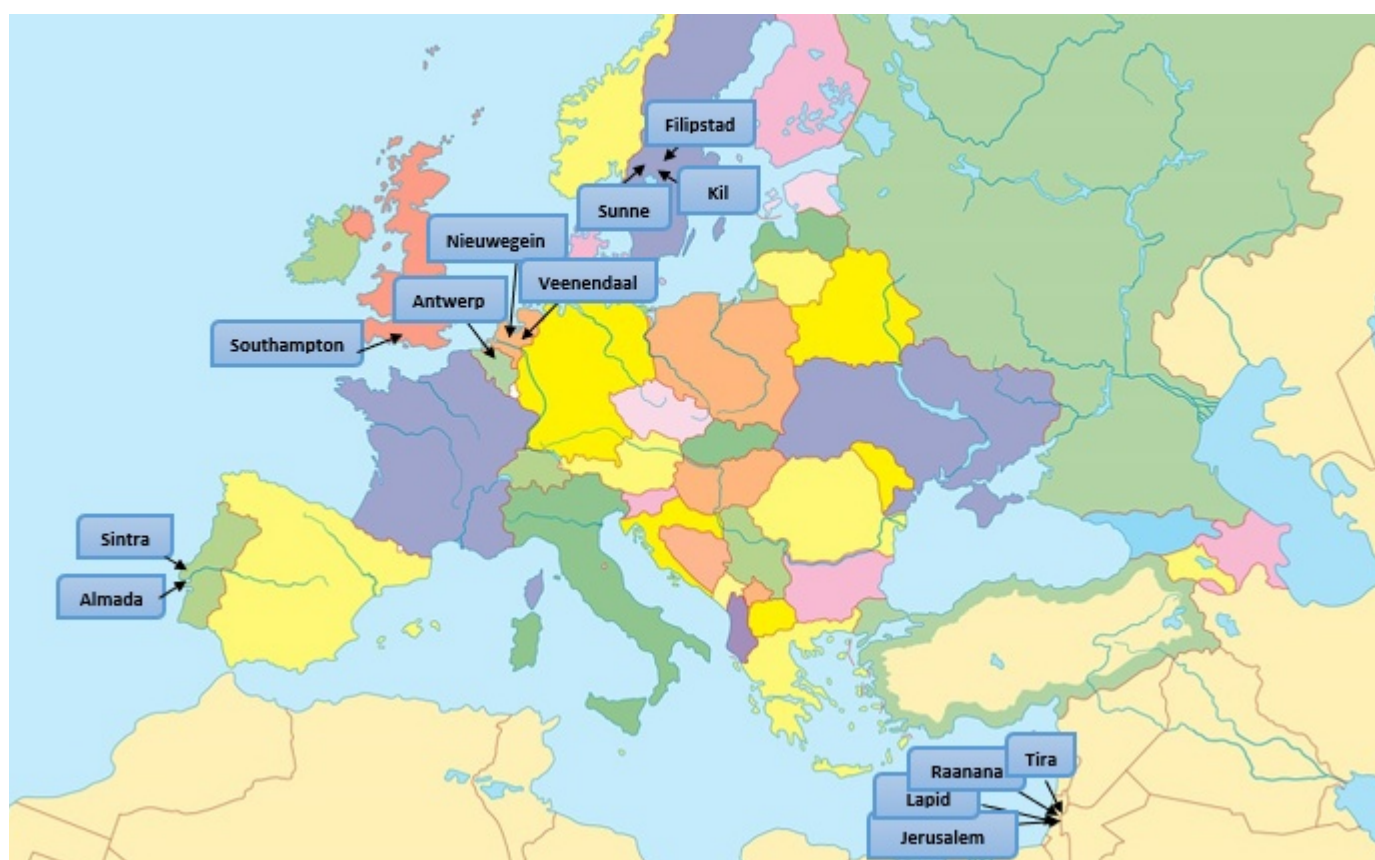 Filipstad
Kil
Sunne
Nieuwegein
Veenendaal
Antwerp
Southampton
Sintra
Almada
Tira
Raanana
Lapid
Jerusalem